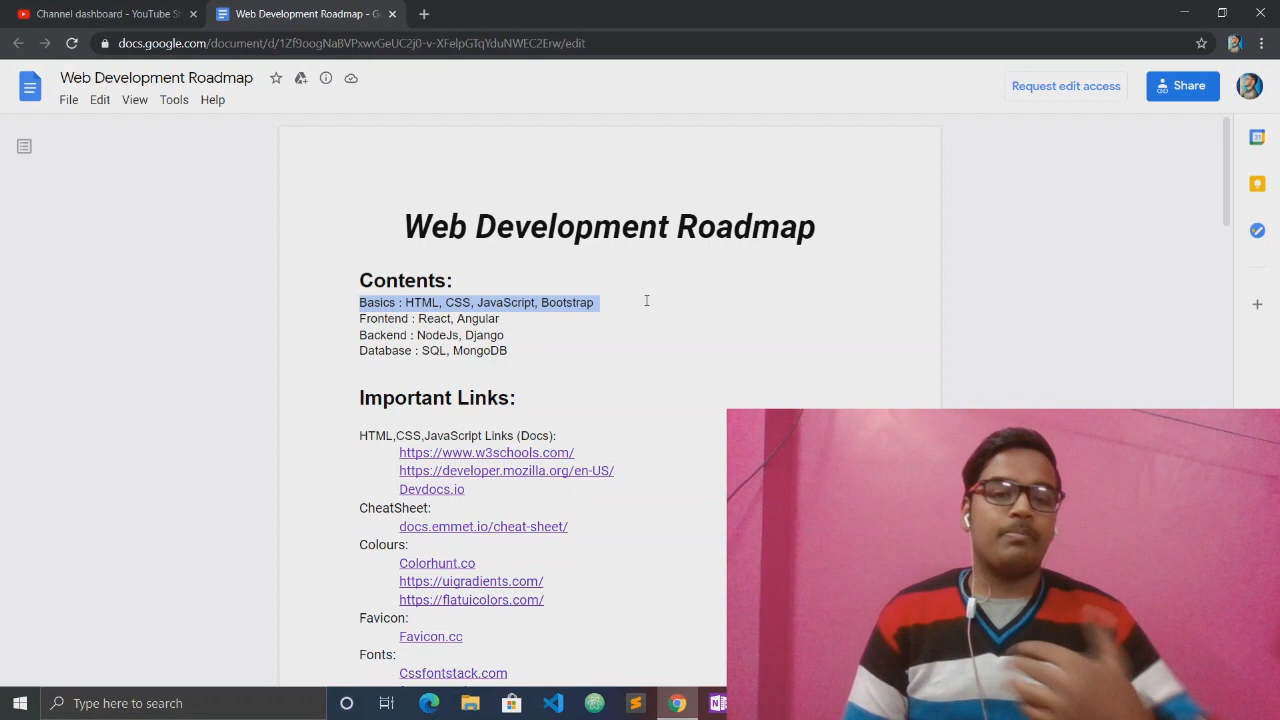 Channel dashboard - YouTube St
Web Development Roadmap - G
docs.google.com/document/d/1Zf9oogNaBVPxwvGeUC2j0-v-XFelpGTqYduNWEC2Erw/edit
Web Development Roadmap
File Edit View Tools Help
Request edit access
Share
31
Web Development Roadmap
Contents:
Basics : HTML, CSS, JavaScript, Bootstrap
Frontend : React, Angular
Backend : NodeJs, Django
Database : SQL, MongoDB
Important Links:
HTML,CSS,JavaScript Links (Docs):
https://www.w3schools.com/
https://developer.mozilla.org/en-US/
Devdocs.io
CheatSheet:
docs.emmet.io/cheat-sheet/
Colours:
Colorhunt.co
https://uigradients.com/
https://flatuicolors.com/
Favicon:
Favicon.cc
Fonts:
Cssfontstack.com
Type here to search